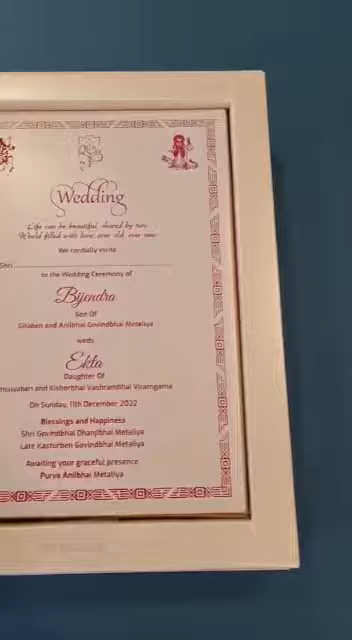 Wedding
Life can be beautiful, shared by two
World filled with love, ever old, ever new
We cordially invite
Shri
to the Wedding Ceremony of
Bijendra
Son Of
Gitaben and Anilbhai Govindbhai Metaliya
weds
Ekta
Daughter Of
and Kishorbhai Vashrambhai Viramgama
On Sunday, 11th December 2022
Blessings and Happiness
Shri Govindbhai Dhanjibhai Metaliya
Late Kasturben Govindbhai Metaliya
Awaiting your graceful presence
Purva Anilbhai Metaliya